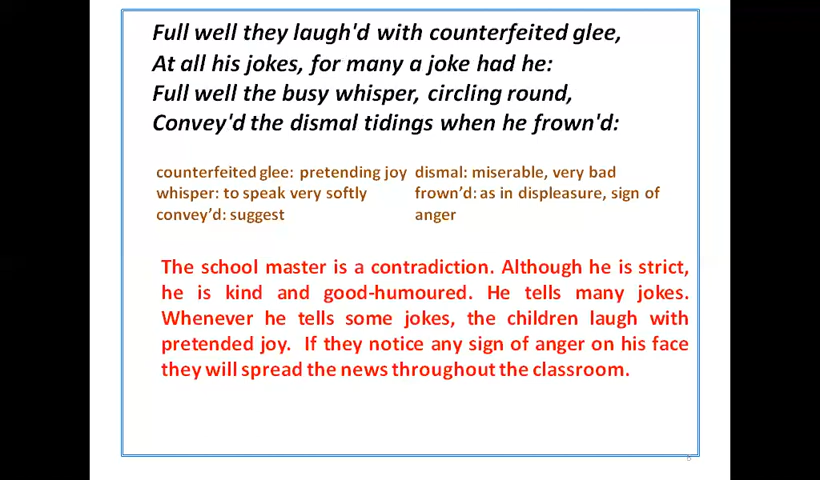 Full well they laugh'd with counterfeited glee,
At all his jokes, for many a joke had he:
Full well the busy whisper, circling round,
Convey'd the dismal tidings when he frown'd:
counterfeited glee: pretending joy
whisper: to speak very softly
convey'd: suggest
dismal: miserable, very bad
frown'd: as in displeasure, sign of
anger
The school master is a contradiction. Although he is strict,
he is kind and good-humoured. He tells many jokes.
Whenever he tells some jokes, the children laugh with
pretended joy. If they notice any sign of anger on his face
they will spread the news throughout the classroom.